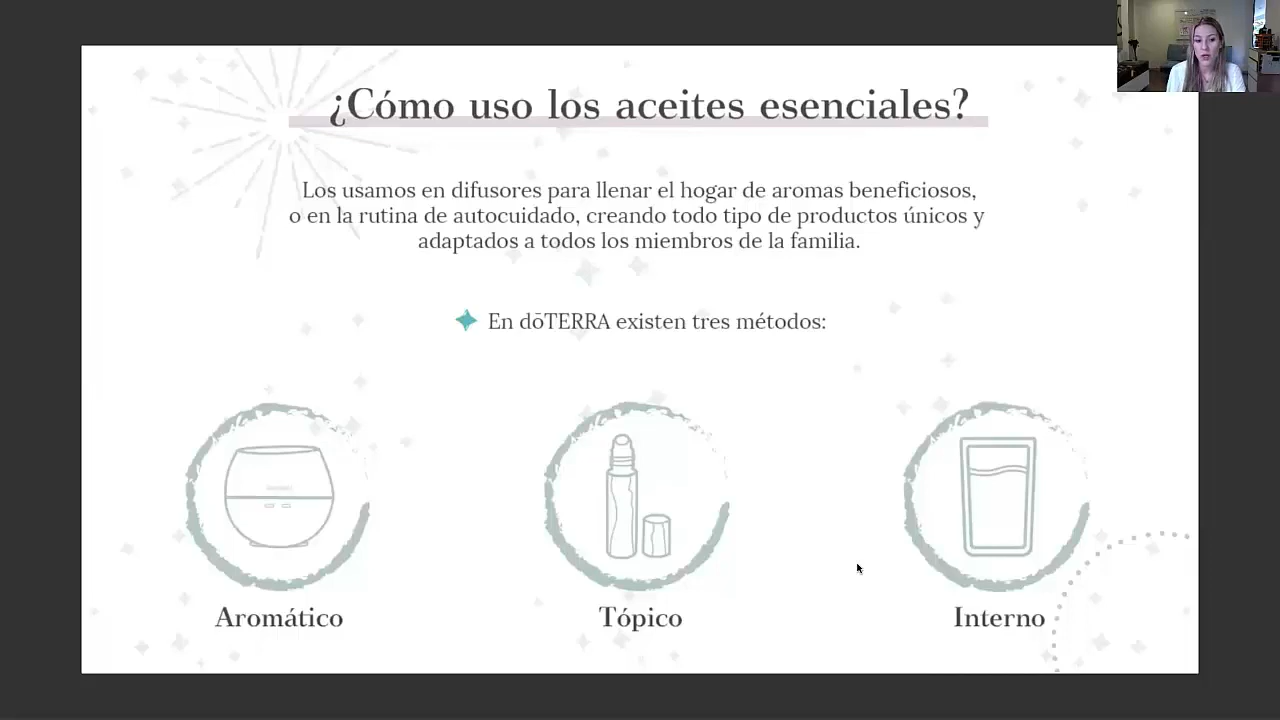 ¿Cómo uso los aceites esenciales?
Los usamos en difusores para llenar el hogar de aromas beneficiosos,
o en la rutina de autocuidado, creando todo tipo de productos únicos y
adaptados a todos los miembros de la familia.
En dōTERRA existen tres métodos:
Aromático
Tópico
Interno